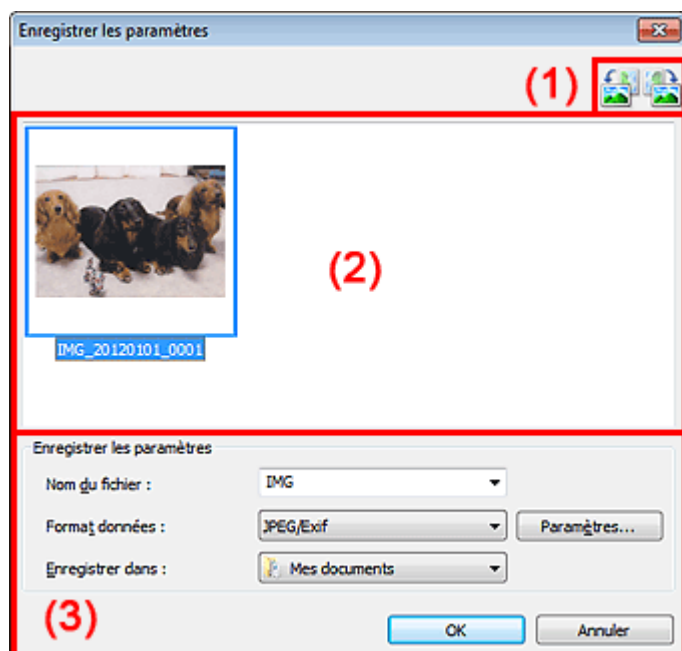 Enregistrer les paramètres
(1)
(2)
IMG_20120101_0001
Enregistrer les paramètres
Nom du fichier : IMG
Format données : JPEG/Exif Paramètres...
Enregistrer dans : Mes documents
(3)
OK Annuler